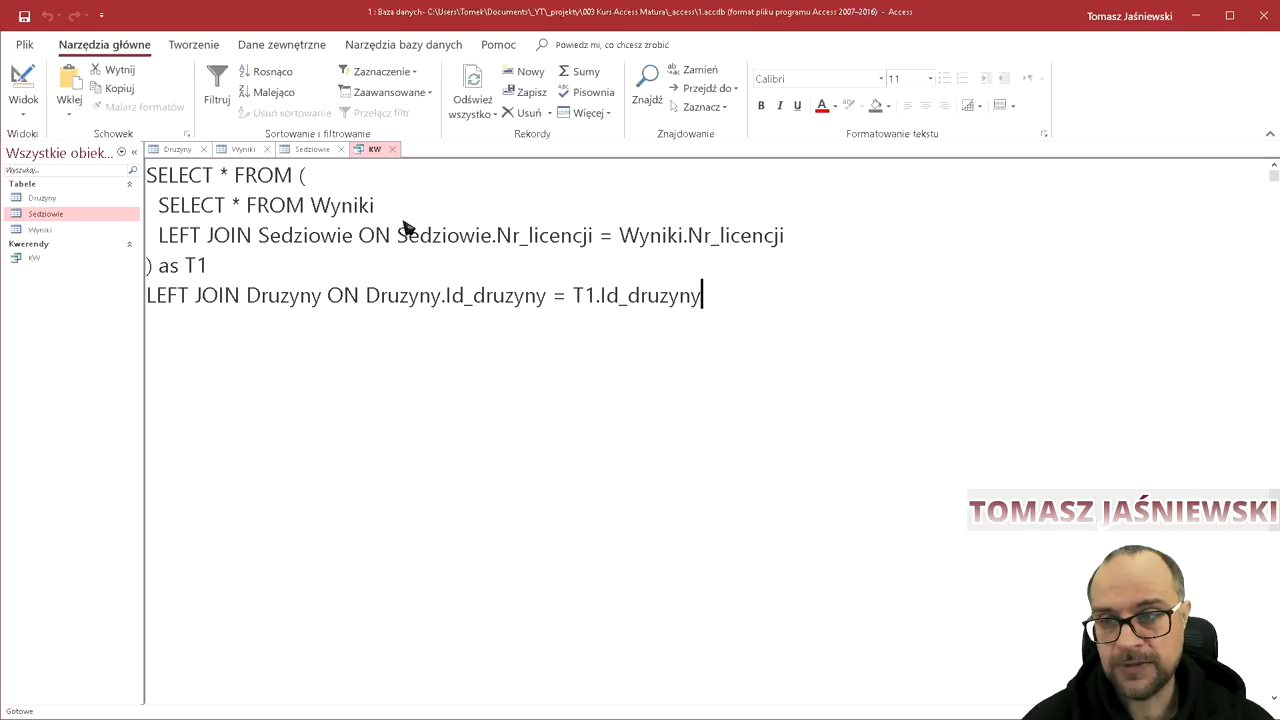 1 : Baza danych- C:\Users\Tomek\Documents\_YT\_projekty\003 Kurs Access Matura\_access\1.accdb (format pliku programu Access 2007–2016) - Access
Tomasz Jaśniewski
Plik Narzędzia główne Tworzenie Dane zewnętrzne Narzędzia bazy danych Pomoc Powiedz mi, co chcesz zrobić
Widok
Widoki
Wklej
Wytnij
Kopiuj
Malarz formatów
Schowek
Filtruj
Rosnąco
Malejąco
Usuń sortowanie
Zaznaczenie
Zaawansowane
Przełącz filtr
Sortowanie i filtrowanie
Odśwież wszystko
Nowy
Zapisz
Usuń
Sumy
Pisownia
Więcej
Rekordy
Znajdź
Zamień
Przejdź do
Zaznacz
Znajdowanie
Calibri 11
B I U A
Formatowanie tekstu
Wszystkie obiek...
Wyszukaj...
Tabele
Druzyny
Sedziowie
Wyniki
Kwerendy
KW
Druzyny Wyniki Sedziowie KW
SELECT * FROM (
SELECT * FROM Wyniki
LEFT JOIN Sedziowie ON Sedziowie.Nr_licencji = Wyniki.Nr_licencji
) as T1
LEFT JOIN Druzyny ON Druzyny.Id_druzyny = T1.Id_druzyny
TOMASZ JAŚNIEWSKI
Gotowe